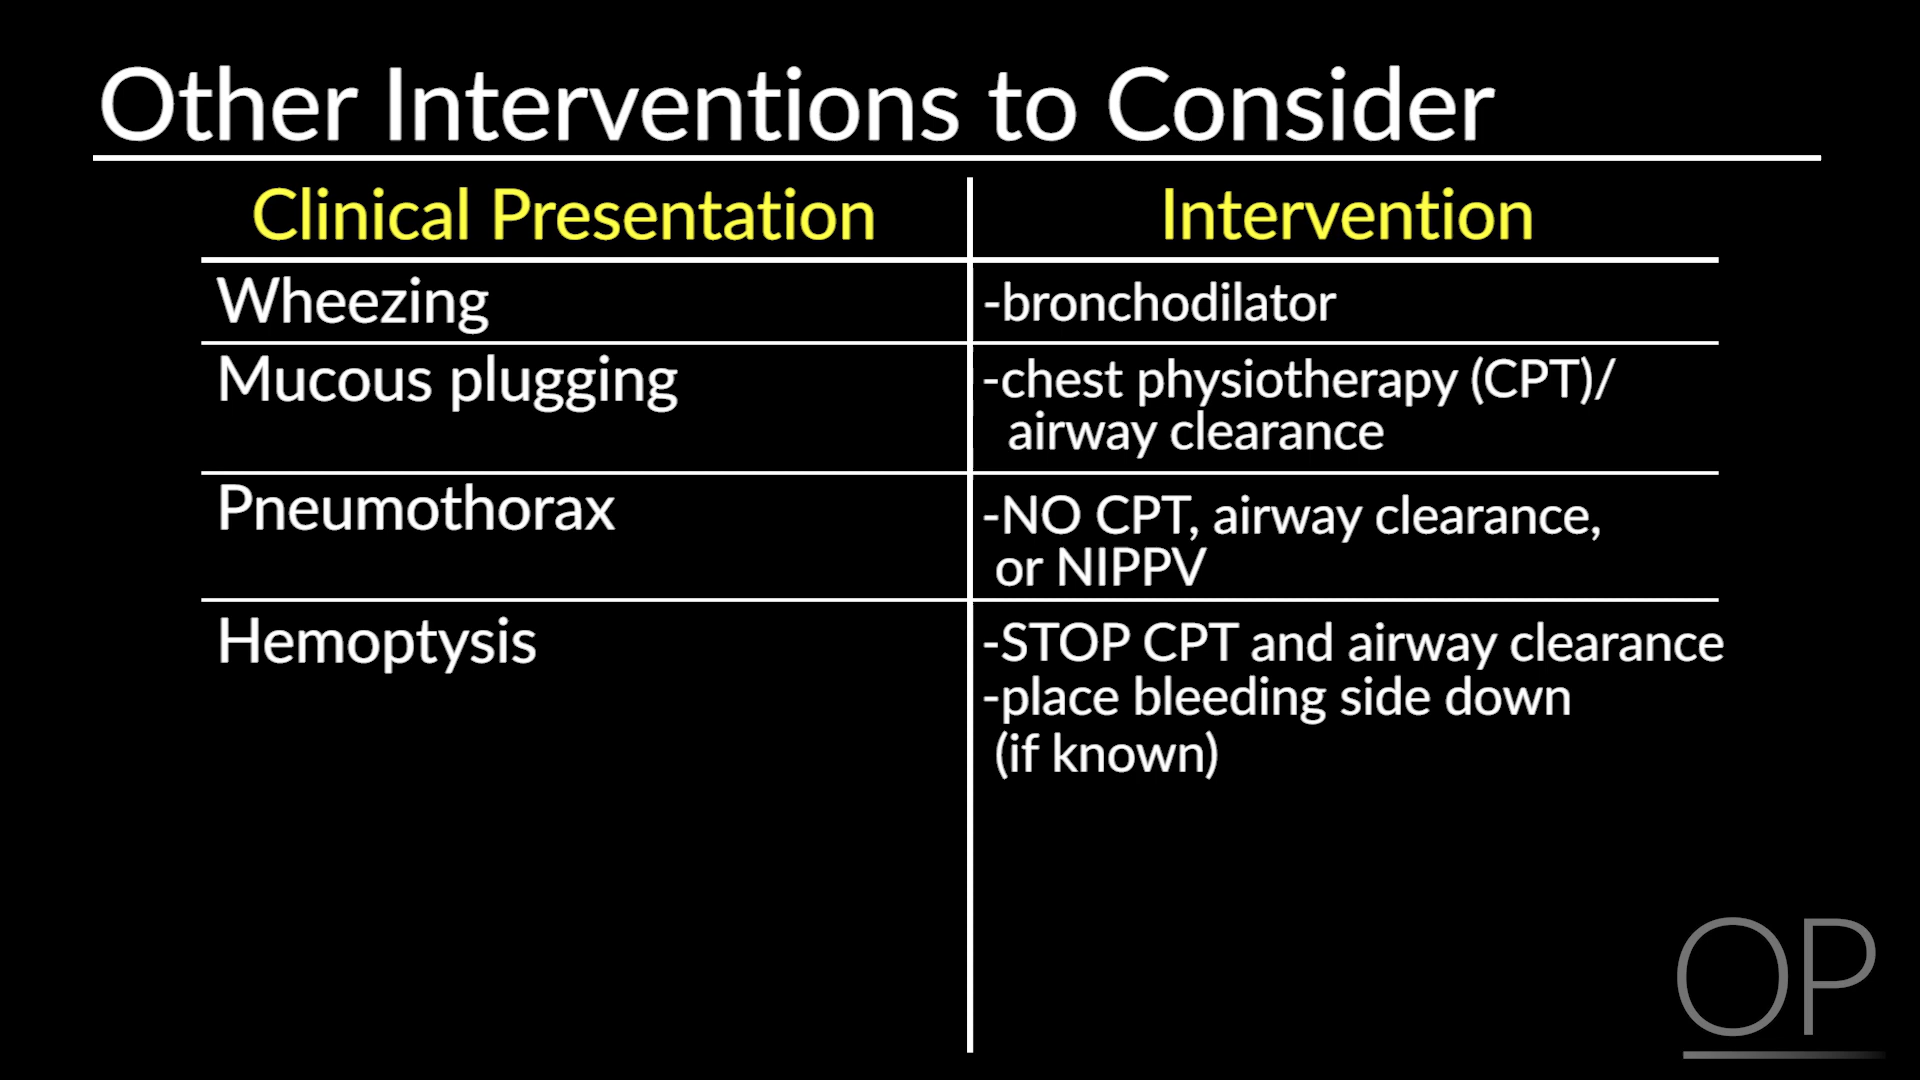 Other Interventions to Consider
Clinical Presentation
Intervention
Wheezing
-bronchodilator
Mucous plugging
-chest physiotherapy (CPT)/
airway clearance
Pneumothorax
-NO CPT, airway clearance,
or NIPPV
Hemoptysis
-STOP CPT and airway clearance
-place bleeding side down
(if known)
OP